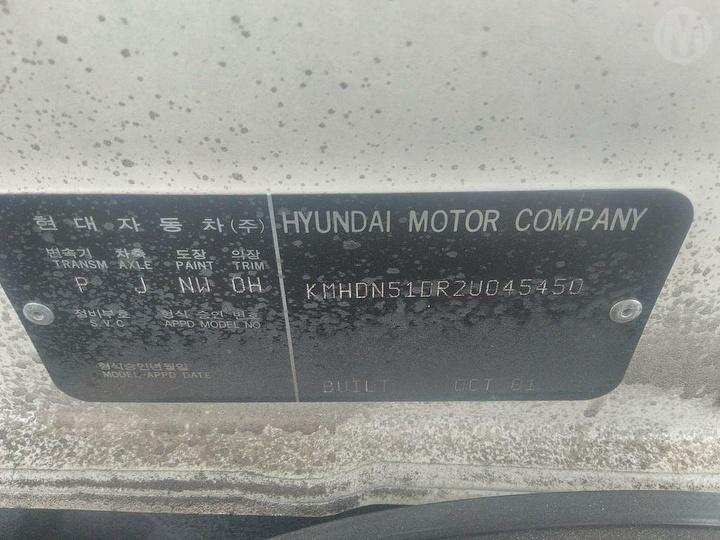 현대자동차(주) HYUNDAI MOTOR COMPANY
변속기 차축 도장 의장
TRANSM AXLE PAINT TRIM
P J NW OH
KMHDN51DR2U045450
정비부호 형식 승인 번호
S.V.C APPD MODEL NO
형식승인년월일
MODEL-APPD DATE
BUILT OCT 01